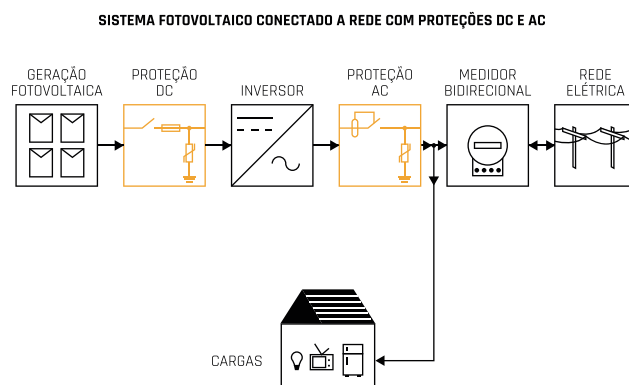 SISTEMA FOTOVOLTAICO CONECTADO A REDE COM PROTEÇÕES DC E AC
GERAÇÃO
FOTOVOLTAICA
PROTEÇÃO
DC
INVERSOR
PROTEÇÃO
AC
MEDIDOR
BIDIRECIONAL
REDE
ELÉTRICA
CARGAS